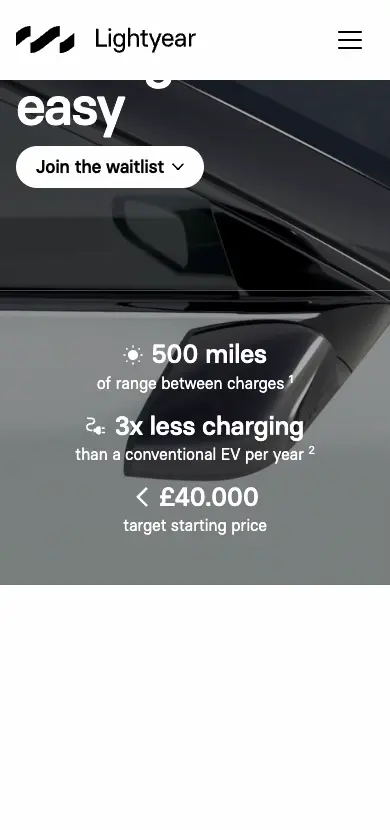 Lightyear
easy
Join the waitlist
500 miles
of range between charges ¹
3x less charging
than a conventional EV per year ²
< £40.000
target starting price